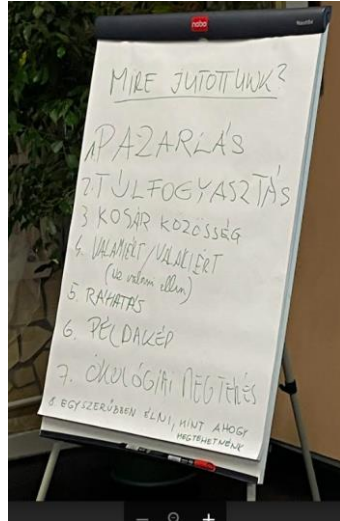 nobo
MIRE JUTOTTUNK?
1. PAZARLÁS
2. TÚLFOGYASZTÁS
3. KOSÁR KÖZÖSSÉG
4. VALAMIÉRT/VALAKIÉRT
(ne valami ellen)
5. RÁHATÁS
6. PÉLDAKÉP
7. ÖKOLÓGIAI MEGTÉRÉS
8. EGYSZERŰBBEN ÉLNI, MINT AHOGY
MEGTEHETNÉNK